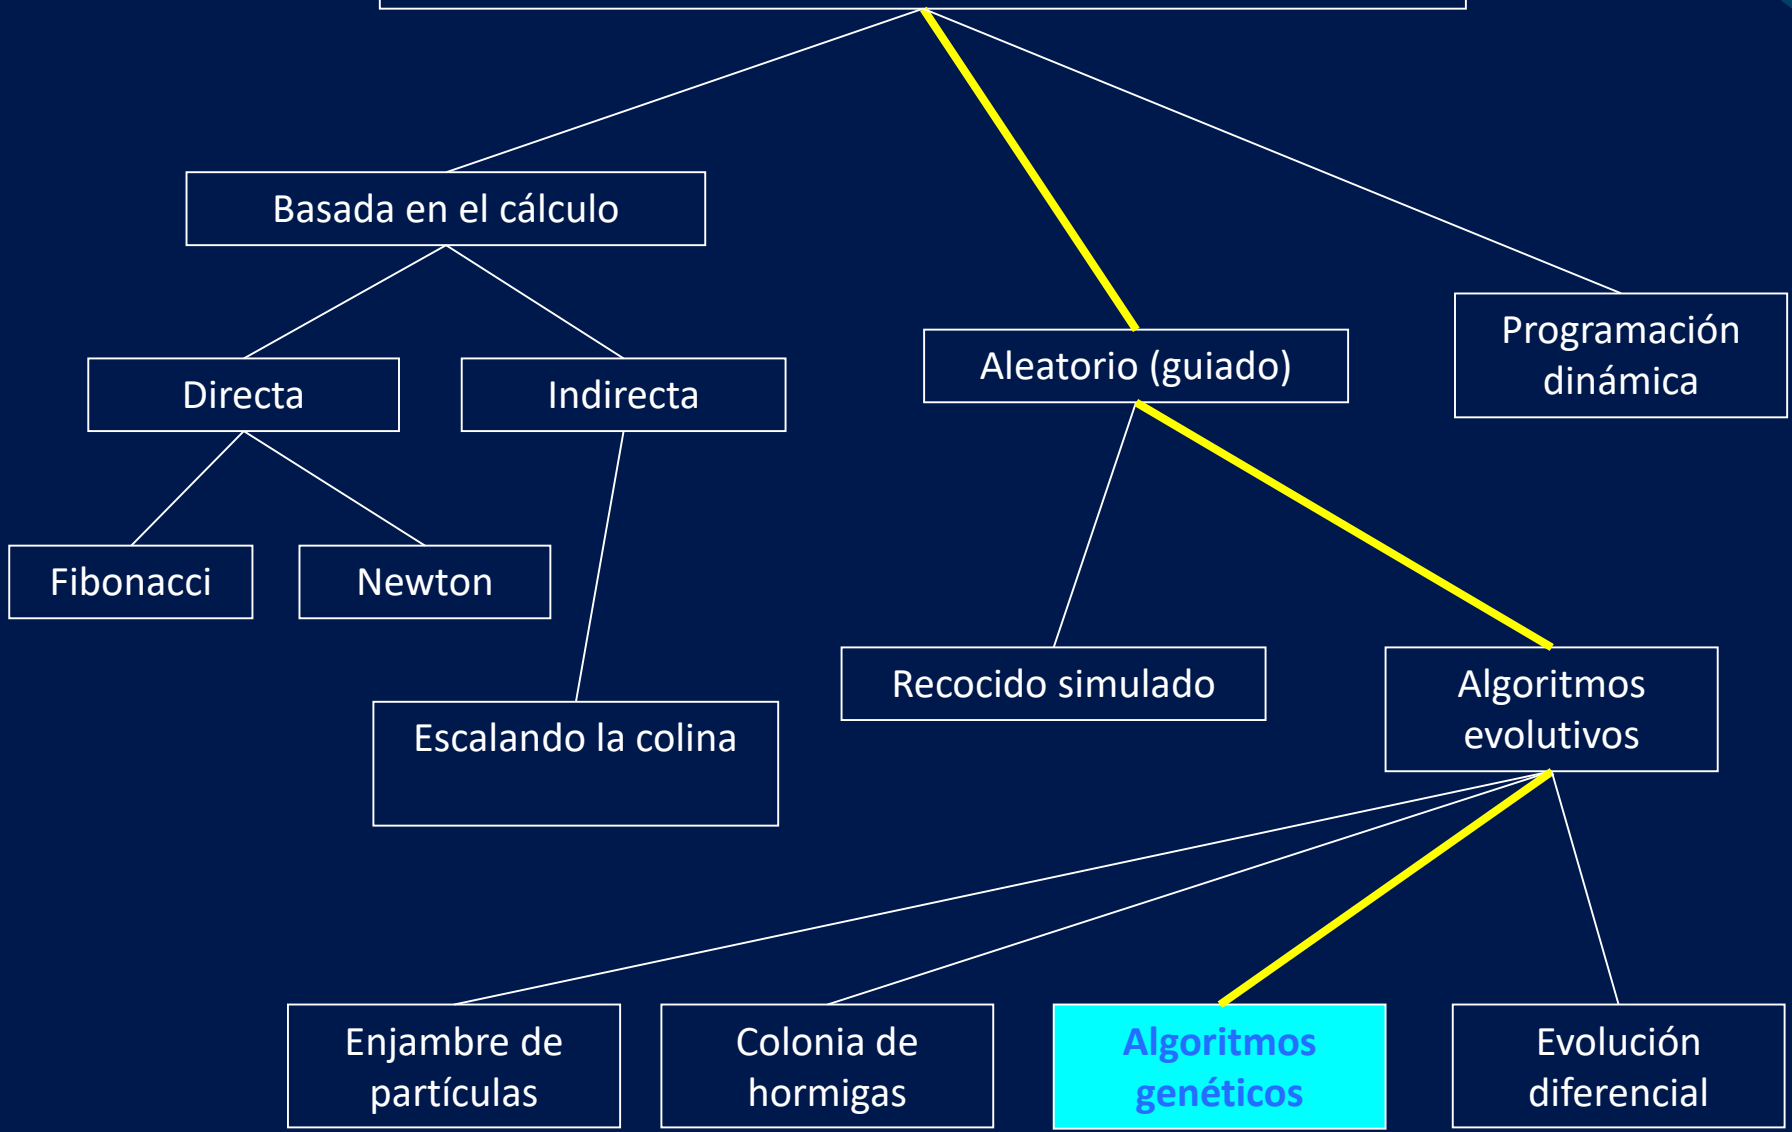 Basada en el cálculo
Programación
dinámica
Aleatorio (guiado)
Directa
Indirecta
Fibonacci
Newton
Recocido simulado
Algoritmos
evolutivos
Escalando la colina
Enjambre de
partículas
Colonia de
hormigas
Algoritmos
genéticos
Evolución
diferencial